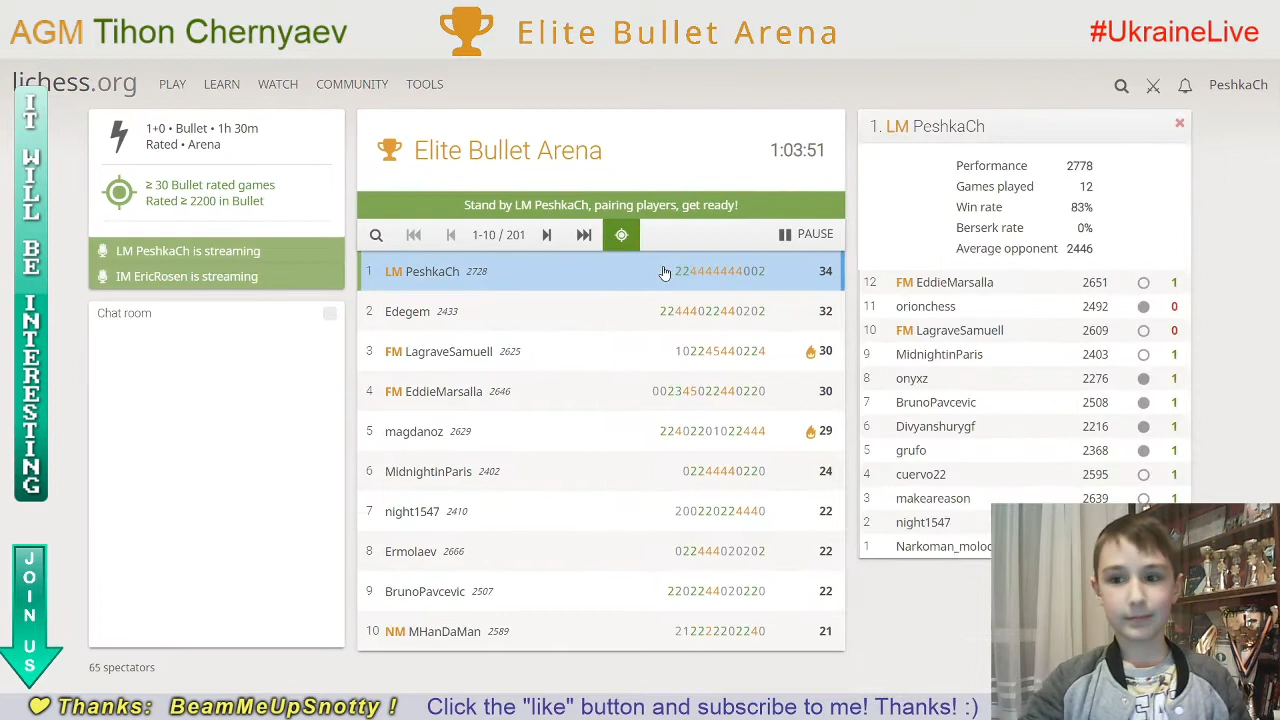 AGM Tihon Chernyaev
Elite Bullet Arena
#UkraineLive
lichess.org
PLAY LEARN WATCH COMMUNITY TOOLS
PeshkaCh
IT WILL BE INTERESTING
JOIN US
1+0 • Bullet • 1h 30m
Rated • Arena
≥ 30 Bullet rated games
Rated ≥ 2200 in Bullet
LM PeshkaCh is streaming
IM EricRosen is streaming
Chat room
65 spectators
Elite Bullet Arena 1:03:51
Stand by LM PeshkaCh, pairing players, get ready!
1-10 / 201 PAUSE
1 LM PeshkaCh 2728 224444444002 34
2 Edegem 2433 22444022440202 32
3 FM LagraveSamuell 2625 102245440224 30
4 FM EddieMarsalla 2646 002345022440220 30
5 magdanoz 2629 22402201022444 29
6 MidnightinParis 2402 02244440220 24
7 night1547 2410 200220224440 22
8 Ermolaev 2666 022444020202 22
9 BrunoPavcevic 2507 2202244020220 22
10 NM MHanDaMan 2589 212222202240 21
1. LM PeshkaCh
Performance 2778
Games played 12
Win rate 83%
Berserk rate 0%
Average opponent 2446
12 FM EddieMarsalla 2651 1
11 orionchess 2492 0
10 FM LagraveSamuell 2609 0
9 MidnightinParis 2403 1
8 onyxz 2276 1
7 BrunoPavcevic 2508 1
6 Divyanshurygf 2216 1
5 grufo 2368 1
4 cuervo22 2595 1
3 makeareason 2639 1
2 night1547
1 Narkoman_moloc
Thanks: BeamMeUpSnotty !
Click the "like" button and subscribe to me! Thanks! :)